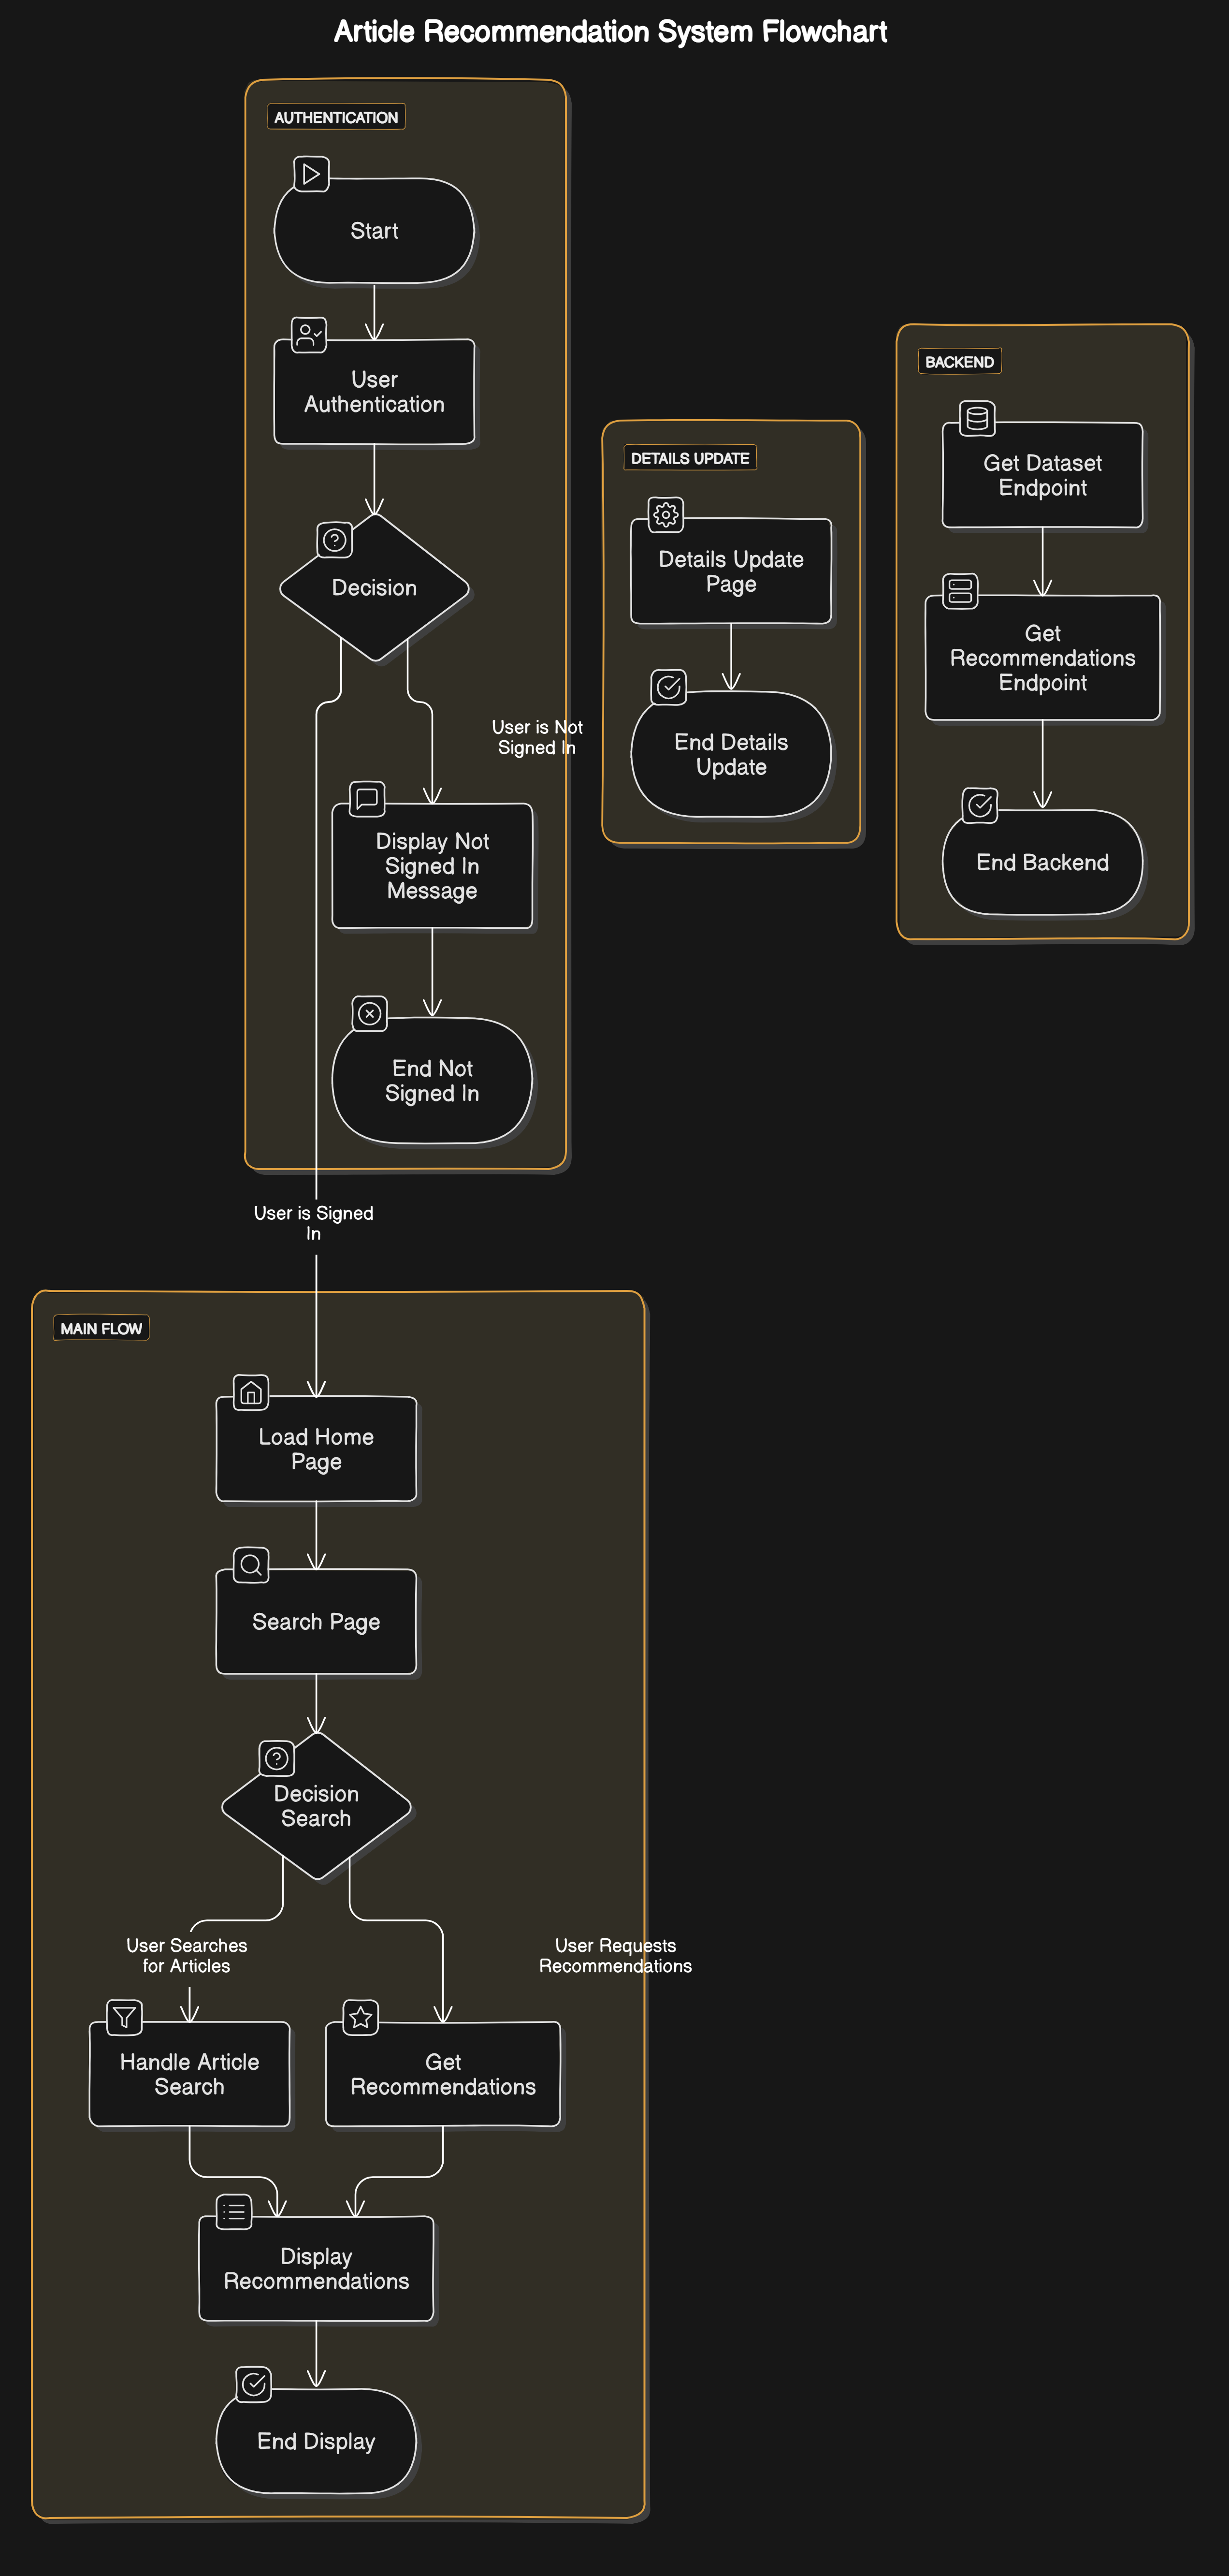 Article Recommendation System Flowchart
AUTHENTICATION
Start
User
Authentication
Decision
User is Not
Signed In
Display Not
Signed In
Message
End Not
Signed In
User is Signed
In
DETAILS UPDATE
Details Update
Page
End Details
Update
BACKEND
Get Dataset
Endpoint
Get
Recommendations
Endpoint
End Backend
MAIN FLOW
Load Home
Page
Search Page
Decision
Search
User Searches
for Articles
User Requests
Recommendations
Handle Article
Search
Get
Recommendations
Display
Recommendations
End Display